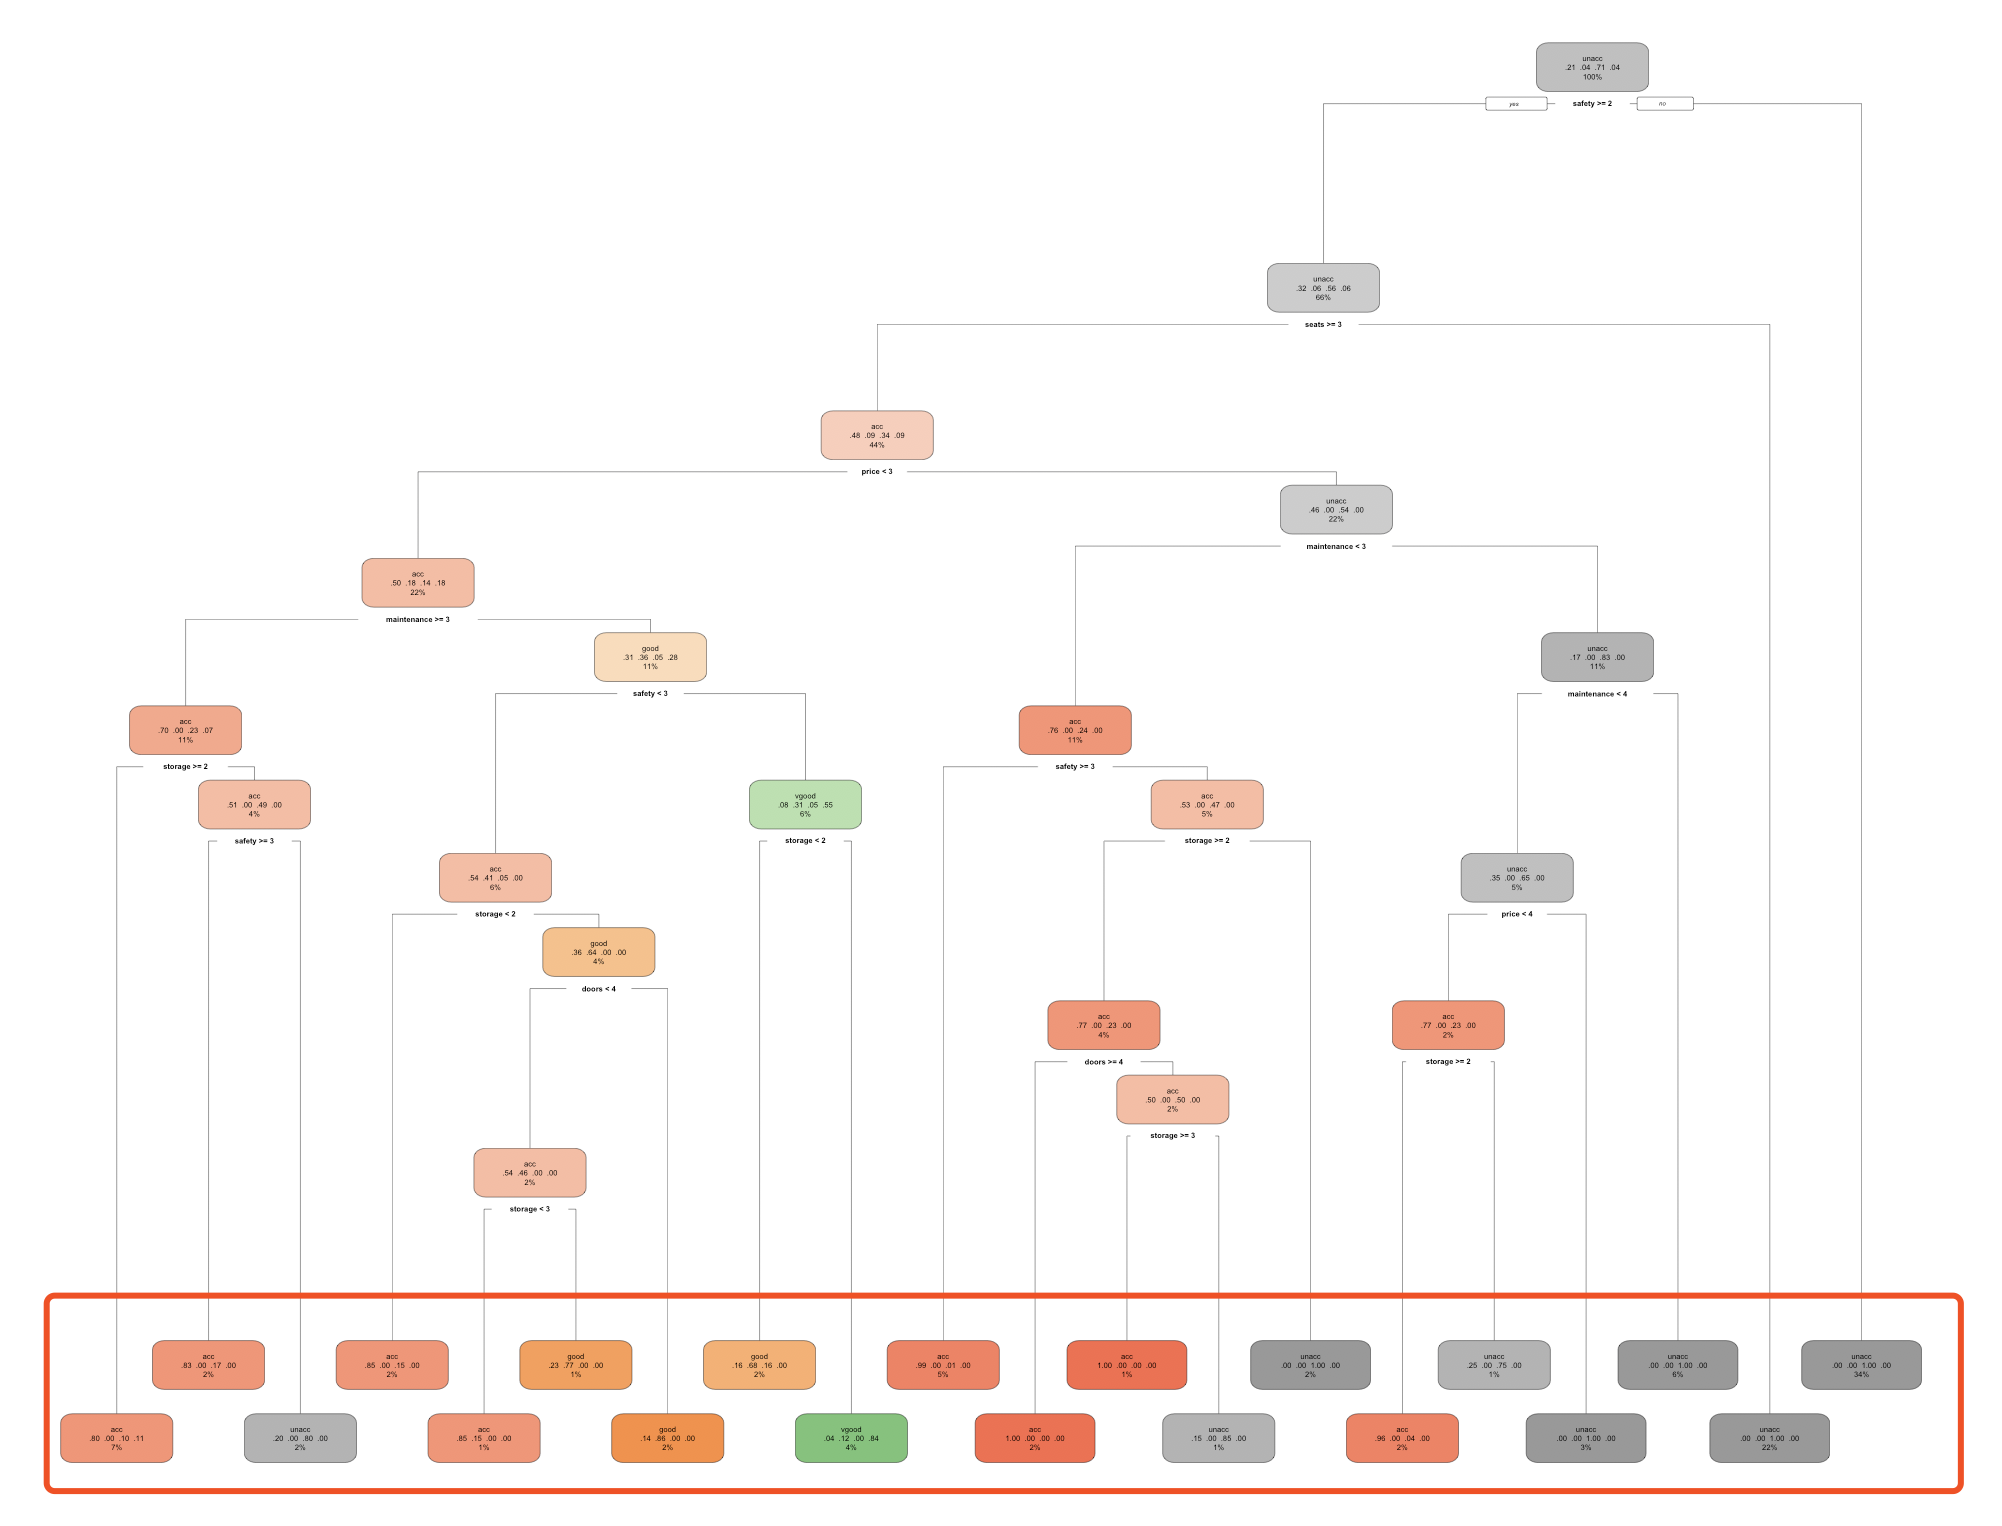 unacc
.21 .04 .71 .04
100%
yes
safety >= 2
no
unacc
.32 .06 .56 .06
66%
seats >= 3
acc
.48 .09 .34 .09
44%
price < 3
unacc
.46 .00 .54 .00
22%
maintenance < 3
acc
.50 .18 .14 .18
22%
maintenance >= 3
good
.31 .36 .05 .28
11%
safety < 3
unacc
.17 .00 .83 .00
11%
maintenance < 4
acc
.70 .00 .23 .07
11%
storage >= 2
acc
.76 .00 .24 .00
11%
safety >= 3
acc
.51 .00 .49 .00
4%
safety >= 3
vgood
.08 .31 .05 .55
6%
storage < 2
acc
.53 .00 .47 .00
5%
storage >= 2
acc
.54 .41 .05 .00
6%
storage < 2
unacc
.35 .00 .65 .00
5%
price < 4
good
.36 .64 .00 .00
4%
doors < 4
acc
.77 .00 .23 .00
4%
doors >= 4
acc
.77 .00 .23 .00
2%
storage >= 2
acc
.50 .00 .50 .00
2%
storage >= 3
acc
.54 .46 .00 .00
2%
storage < 3
acc
.83 .00 .17 .00
2%
acc
.85 .00 .15 .00
2%
good
.23 .77 .00 .00
1%
good
.16 .68 .16 .00
2%
acc
.99 .00 .01 .00
5%
acc
1.00 .00 .00 .00
1%
unacc
.00 .00 1.00 .00
2%
unacc
.25 .00 .75 .00
1%
unacc
.00 .00 1.00 .00
6%
unacc
.00 .00 1.00 .00
34%
acc
.80 .00 .10 .11
7%
unacc
.20 .00 .80 .00
2%
acc
.85 .15 .00 .00
1%
good
.14 .86 .00 .00
2%
vgood
.04 .12 .00 .84
4%
acc
1.00 .00 .00 .00
2%
unacc
.15 .00 .85 .00
1%
acc
.96 .00 .04 .00
2%
unacc
.00 .00 1.00 .00
3%
unacc
.00 .00 1.00 .00
22%